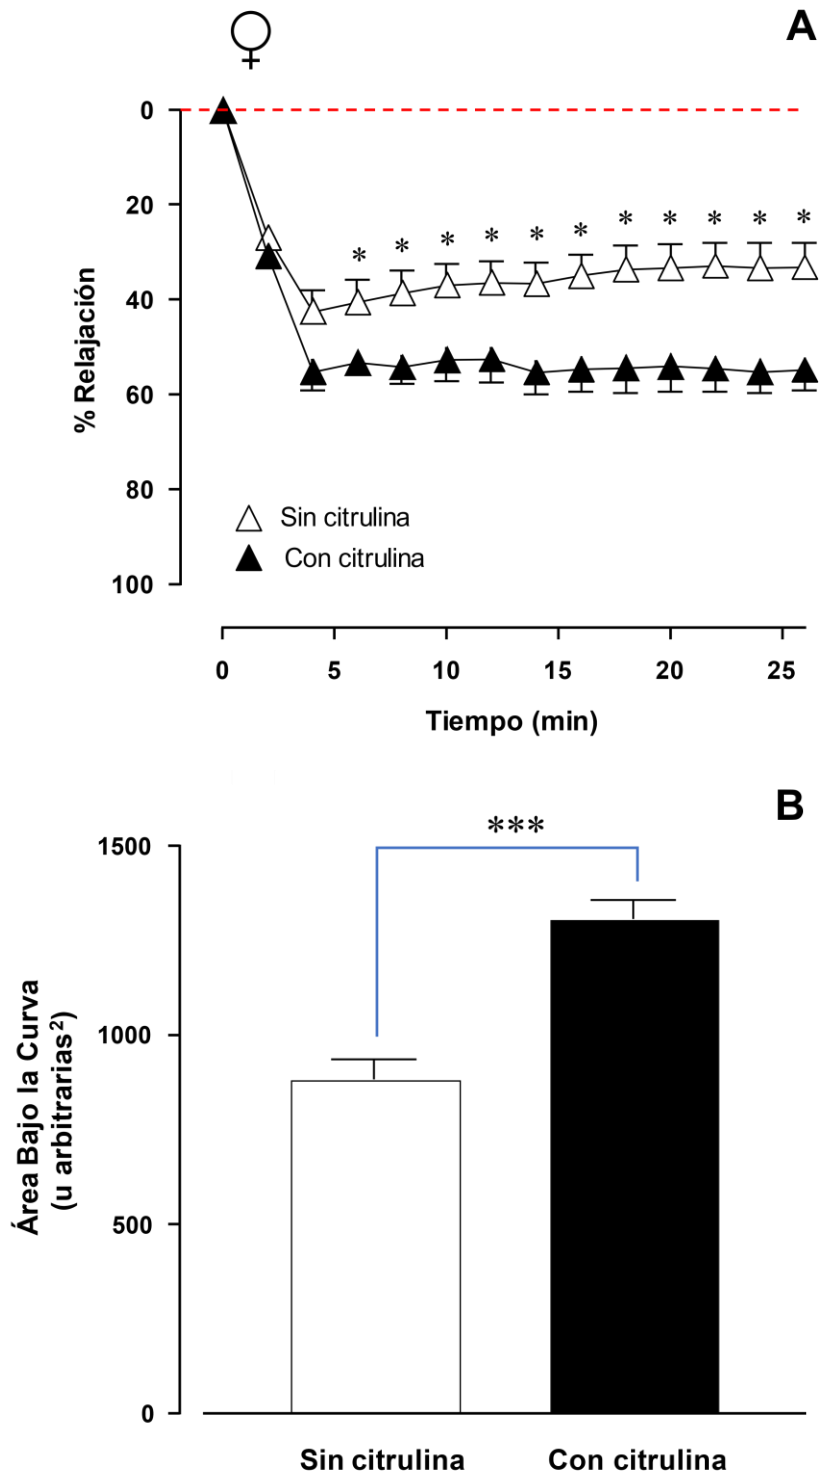 ♀
A
0
20
40
60
80
100
% Relajación
* * * * * * * * * * *
Sin citrulina
Con citrulina
0 5 10 15 20 25
Tiempo (min)
B
***
1500
1000
500
0
Área Bajo la Curva
(u arbitrarias²)
Sin citrulina Con citrulina